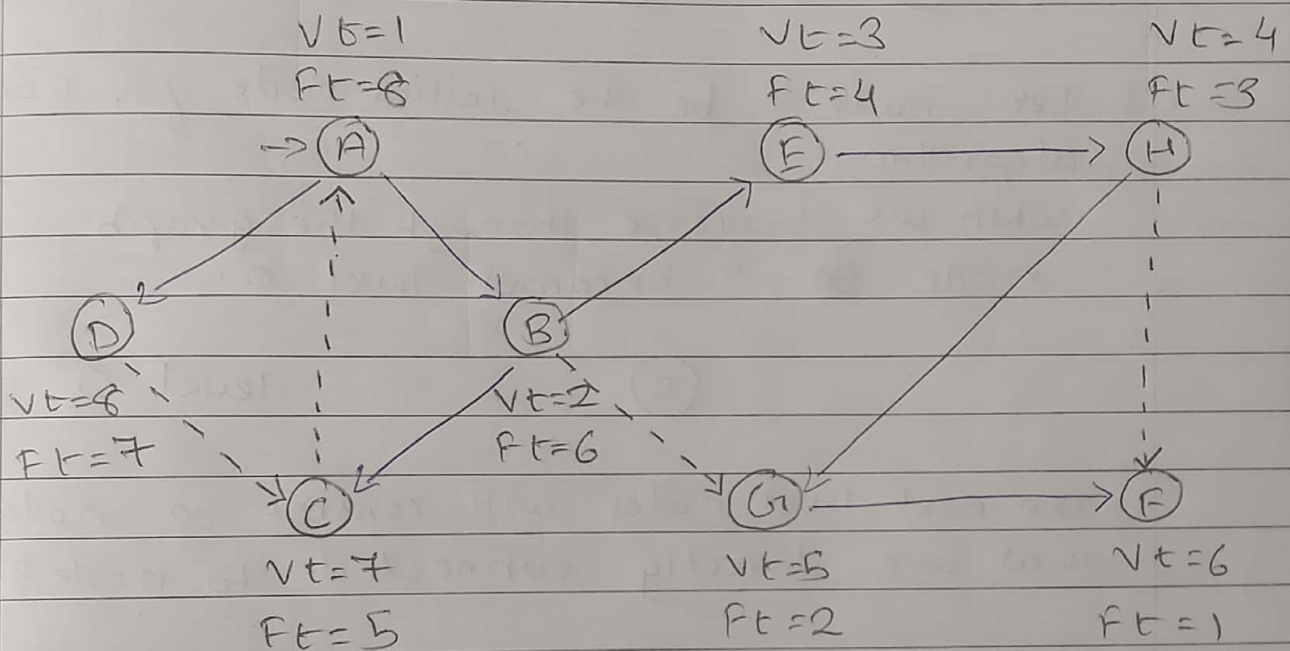 Vt=1 Vt=3 Vt=4
Ft=8 Ft=4 Ft=3
A E H
D B
Vt=8 Vt=2
Ft=7 Ft=6
C G F
Vt=7 Vt=5 Vt=6
Ft=5 Ft=2 Ft=1